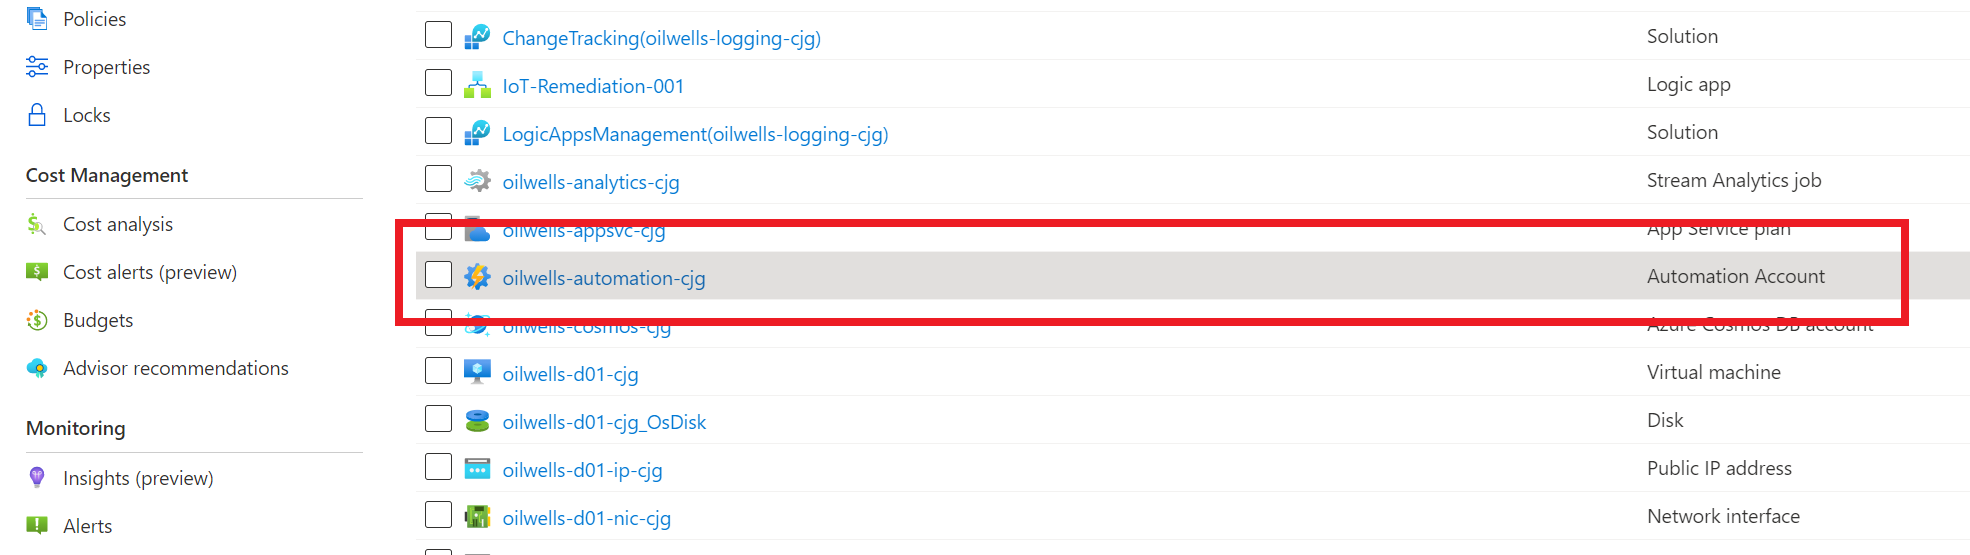 Policies
Properties
Locks
Cost Management
Cost analysis
Cost alerts (preview)
Budgets
Advisor recommendations
Monitoring
Insights (preview)
Alerts
ChangeTracking(oilwells-logging-cjg) Solution
IoT-Remediation-001 Logic app
LogicAppsManagement(oilwells-logging-cjg) Solution
oilwells-analytics-cjg Stream Analytics job
oilwells-appsvc-cjg App Service plan
oilwells-automation-cjg Automation Account
oilwells-cosmos-cjg Azure Cosmos DB account
oilwells-d01-cjg Virtual machine
oilwells-d01-cjg_OsDisk Disk
oilwells-d01-ip-cjg Public IP address
oilwells-d01-nic-cjg Network interface